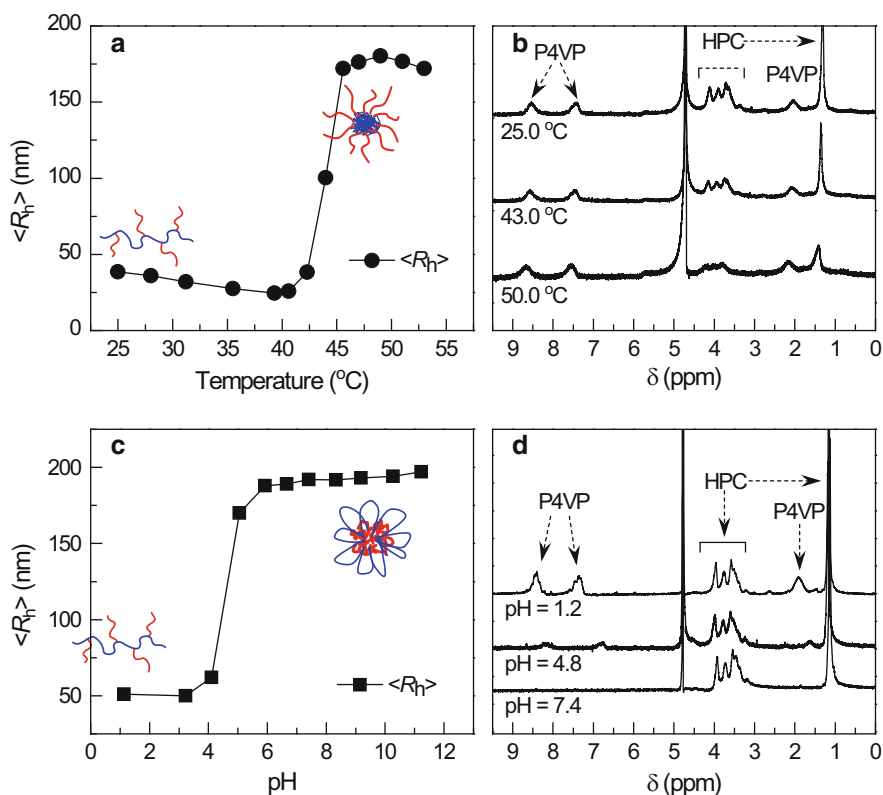 a
200
150
100
50
0
<Rh> (nm)
<Rh>
25 30 35 40 45 50 55
Temperature (°C)
b
HPC
P4VP
P4VP
25.0 °C
43.0 °C
50.0 °C
9 8 7 6 5 4 3 2 1 0
δ (ppm)
c
200
150
100
50
<Rh> (nm)
<Rh>
0 2 4 6 8 10 12
pH
d
HPC
P4VP
P4VP
pH = 1.2
pH = 4.8
pH = 7.4
9 8 7 6 5 4 3 2 1 0
δ (ppm)